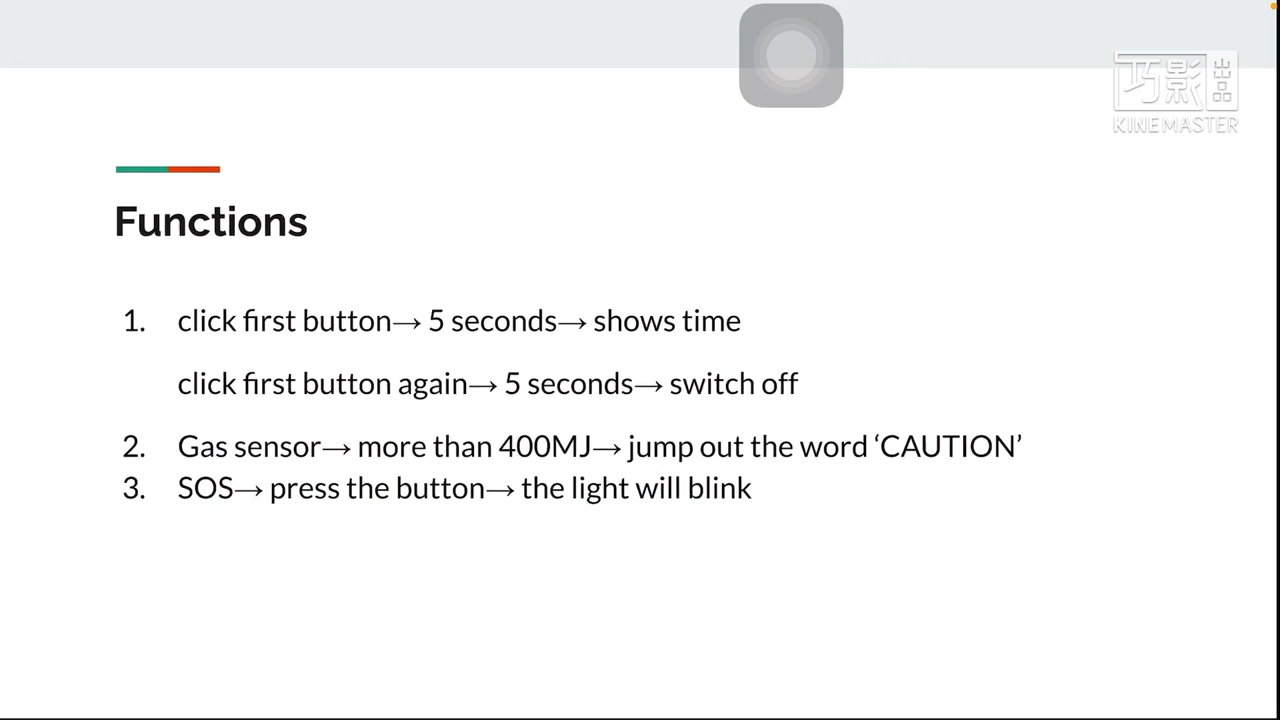 巧影出品
KINEMASTER
Functions
1. click first button→ 5 seconds→ shows time
click first button again→ 5 seconds→ switch off
2. Gas sensor→ more than 400MJ→ jump out the word ‘CAUTION’
3. SOS→ press the button→ the light will blink